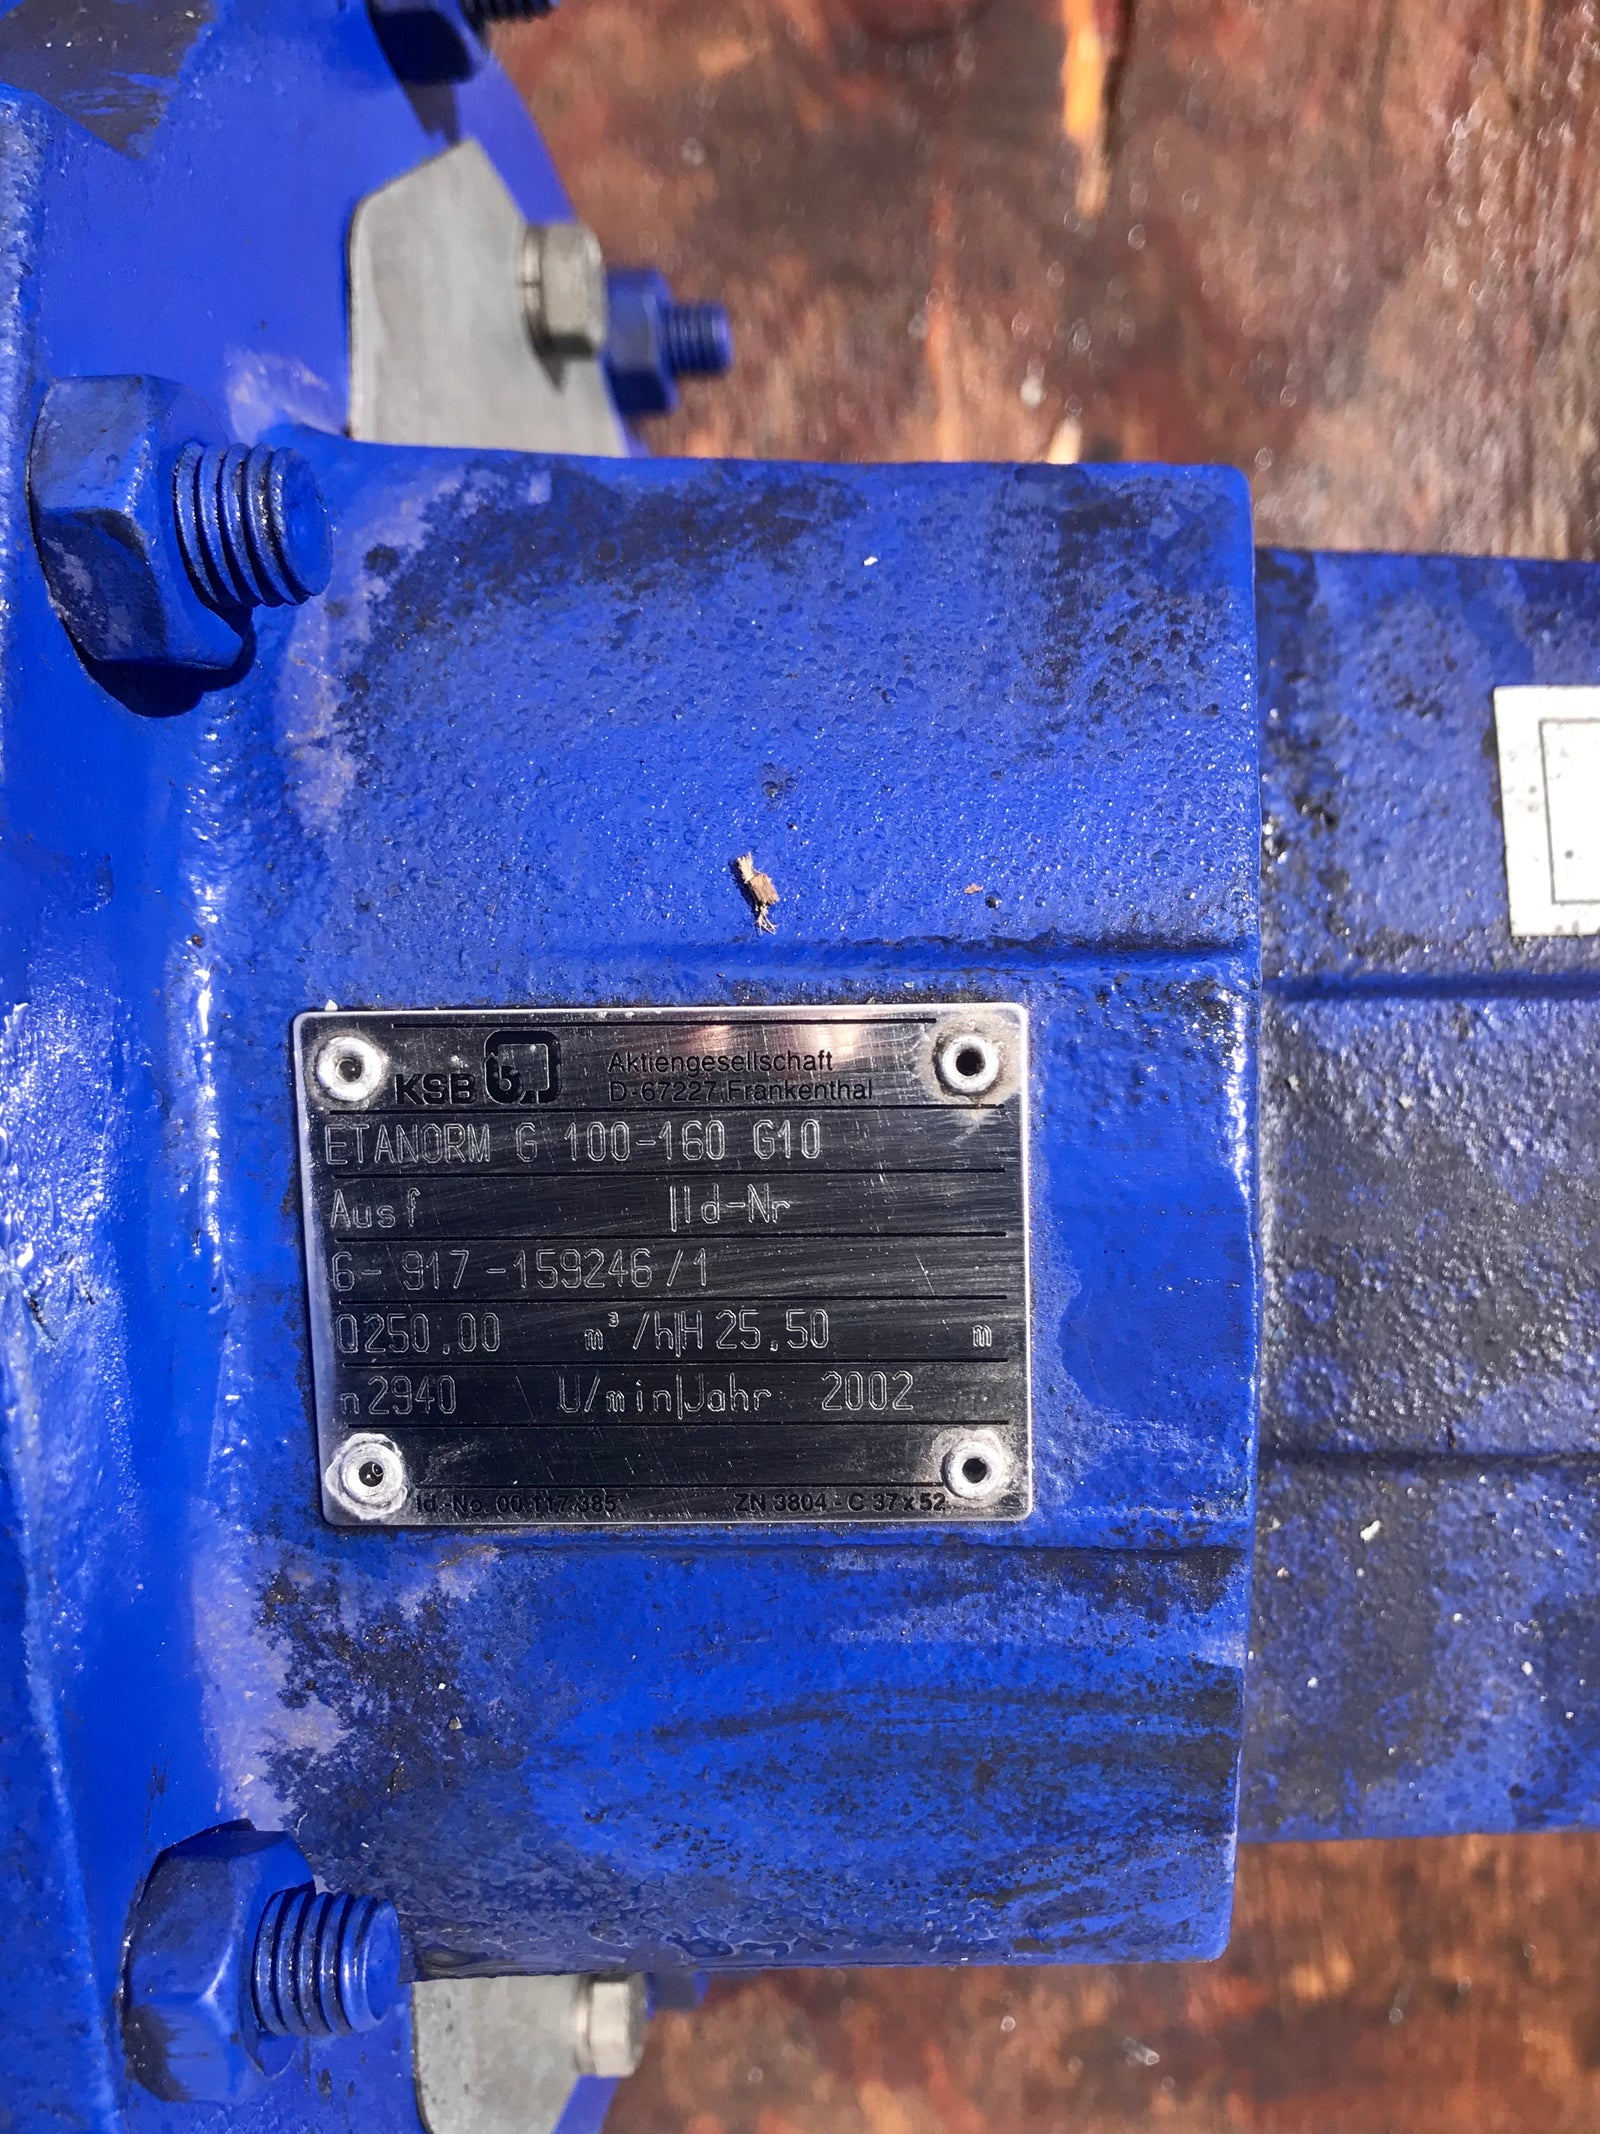 KSB Aktiengesellschaft
D-67227 Frankenthal
ETANORM G 100-160 G10
Ausf |Id-Nr
6- 917 -159246/1
Q250,00 m³/h|H 25,50 m
n2940 U/min|Jahr 2002
Id.-No. 00 117 385 ZN 3804 - C 37 x 52